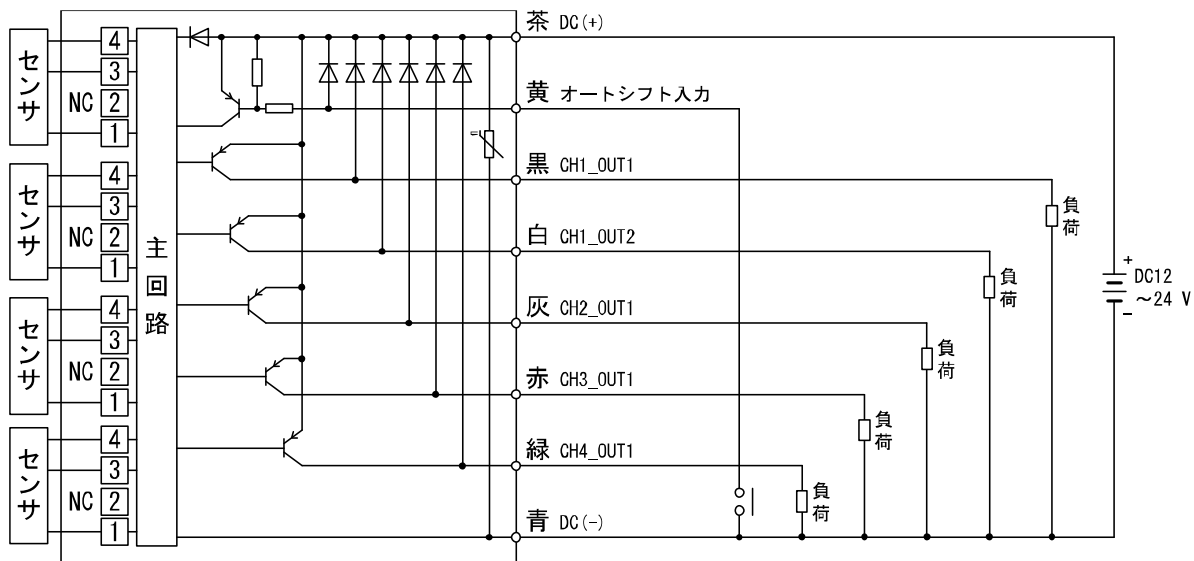 センサ
4
3
NC 2
1
センサ
4
3
NC 2
1
センサ
4
3
NC 2
1
センサ
4
3
NC 2
1
主回路
茶 DC(+)
黄 オートシフト入力
黒 CH1_OUT1
白 CH1_OUT2
灰 CH2_OUT1
赤 CH3_OUT1
緑 CH4_OUT1
青 DC(-)
負荷
負荷
負荷
負荷
負荷
+
DC12
～24 V
-